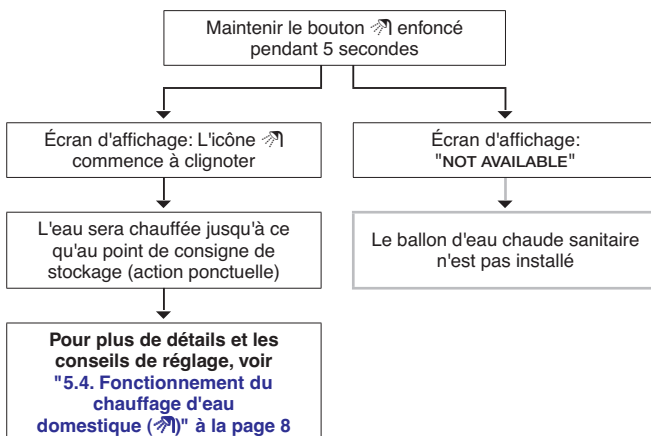 Maintenir le bouton enfoncé
pendant 5 secondes
Écran d'affichage: L'icône
commence à clignoter
Écran d'affichage:
"NOT AVAILABLE"
L'eau sera chauffée jusqu'à ce
qu'au point de consigne de
stockage (action ponctuelle)
Le ballon d'eau chaude sanitaire
n'est pas installé
Pour plus de détails et les
conseils de réglage, voir
"5.4. Fonctionnement du
chauffage d'eau
domestique ( )" à la page 8